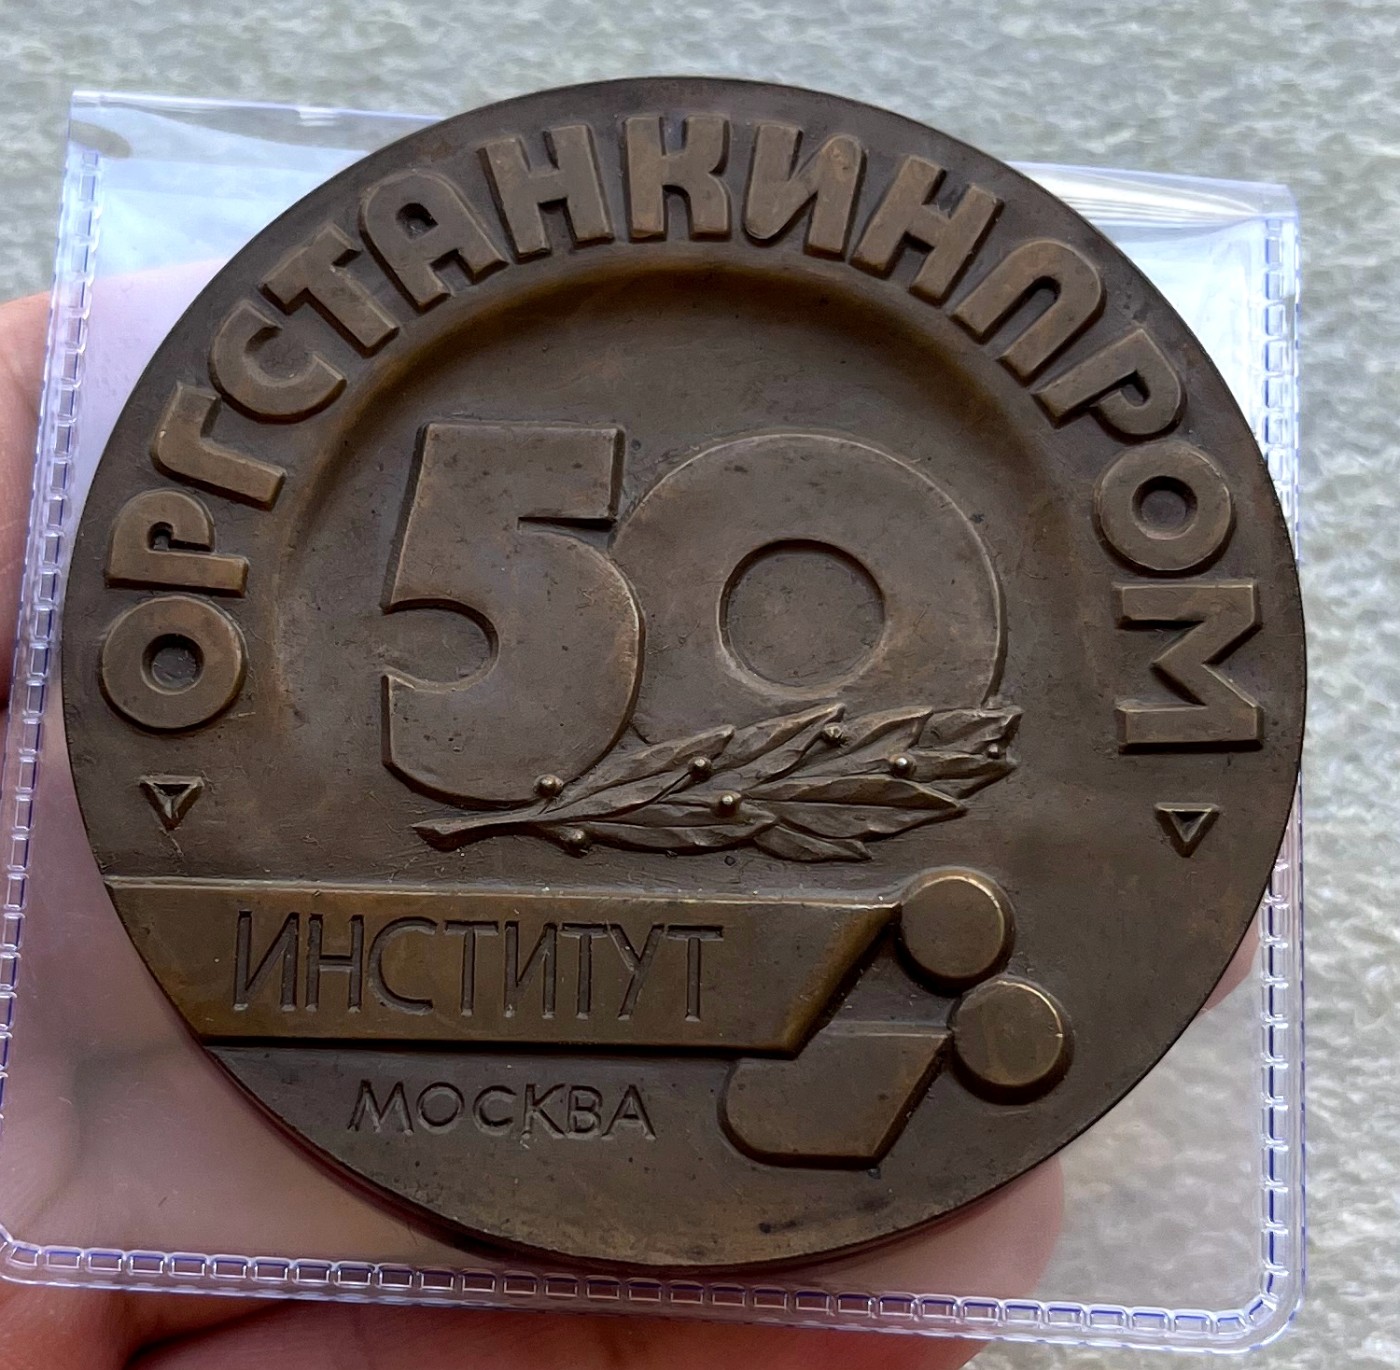 ОРГСТАНКИНПРОМ
50
ИНСТИТУТ
МОСКВА